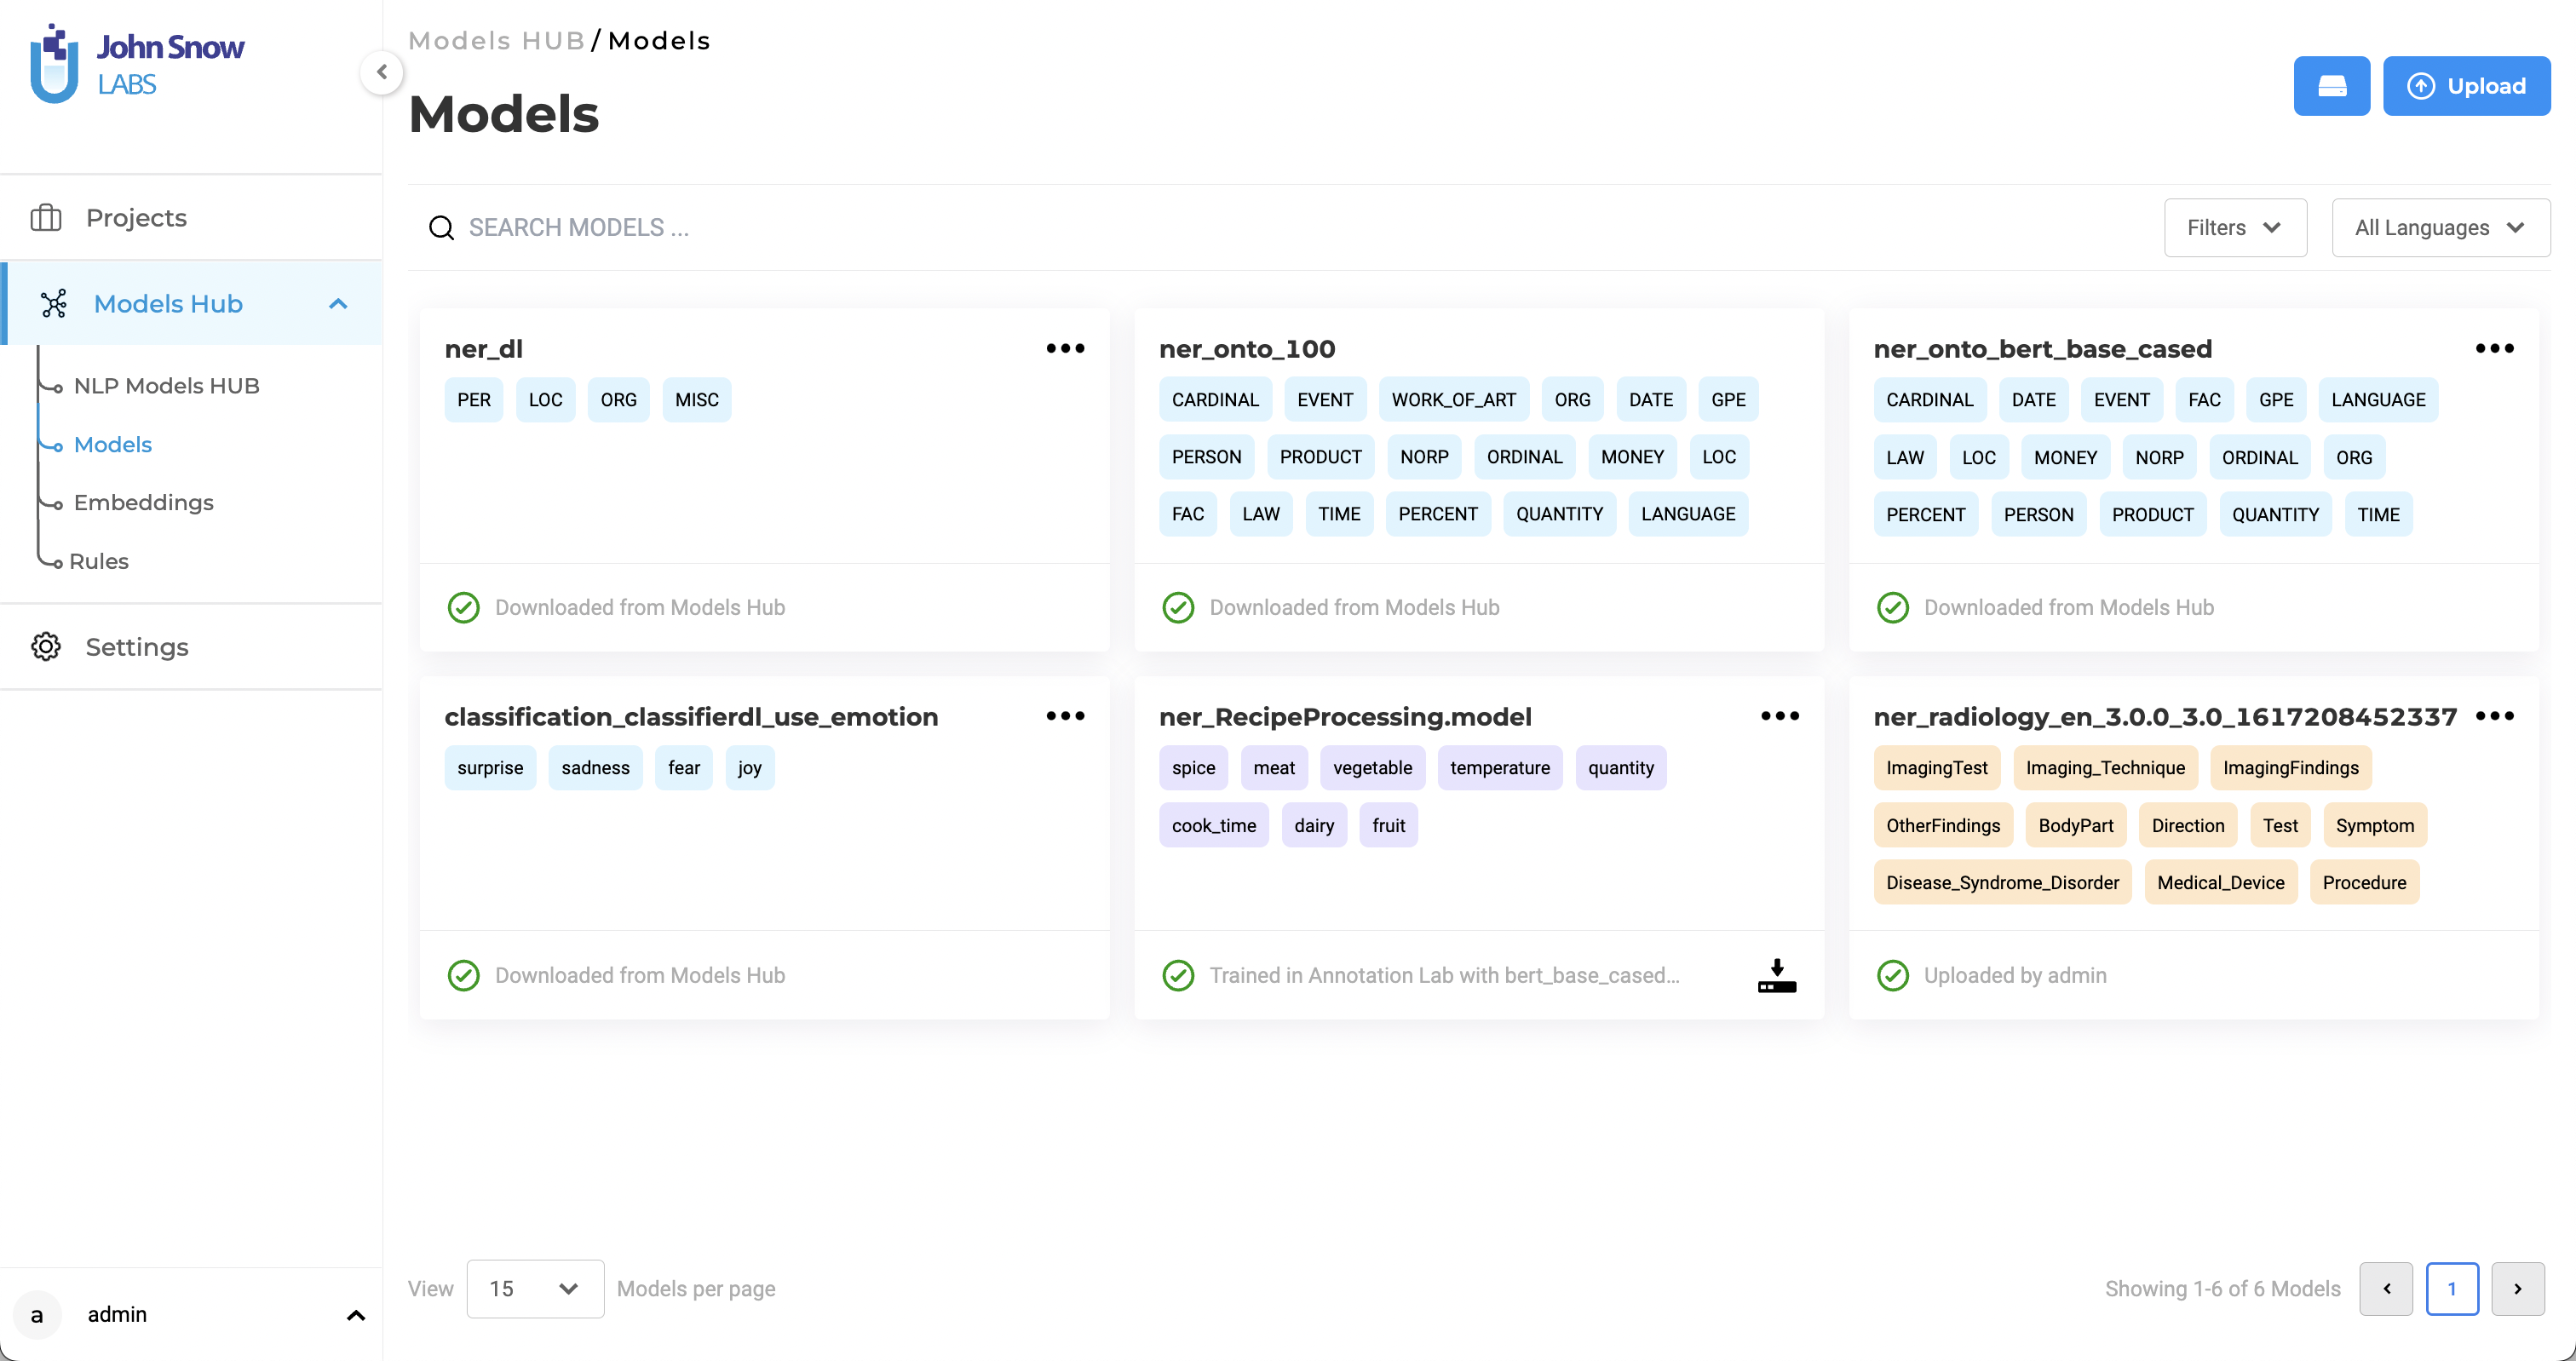 John Snow
LABS
Projects
Models Hub
NLP Models HUB
Models
Embeddings
Rules
Settings
a admin
Models HUB / Models
Models
Upload
SEARCH MODELS ...
Filters
All Languages
ner_dl
PER LOC ORG MISC
Downloaded from Models Hub
ner_onto_100
CARDINAL EVENT WORK_OF_ART ORG DATE GPE
PERSON PRODUCT NORP ORDINAL MONEY LOC
FAC LAW TIME PERCENT QUANTITY LANGUAGE
Downloaded from Models Hub
ner_onto_bert_base_cased
CARDINAL DATE EVENT FAC GPE LANGUAGE
LAW LOC MONEY NORP ORDINAL ORG
PERCENT PERSON PRODUCT QUANTITY TIME
Downloaded from Models Hub
classification_classifierdl_use_emotion
surprise sadness fear joy
Downloaded from Models Hub
ner_RecipeProcessing.model
spice meat vegetable temperature quantity
cook_time dairy fruit
Trained in Annotation Lab with bert_base_cased...
ner_radiology_en_3.0.0_3.0_1617208452337
ImagingTest Imaging_Technique ImagingFindings
OtherFindings BodyPart Direction Test Symptom
Disease_Syndrome_Disorder Medical_Device Procedure
Uploaded by admin
View 15 Models per page
Showing 1-6 of 6 Models
1